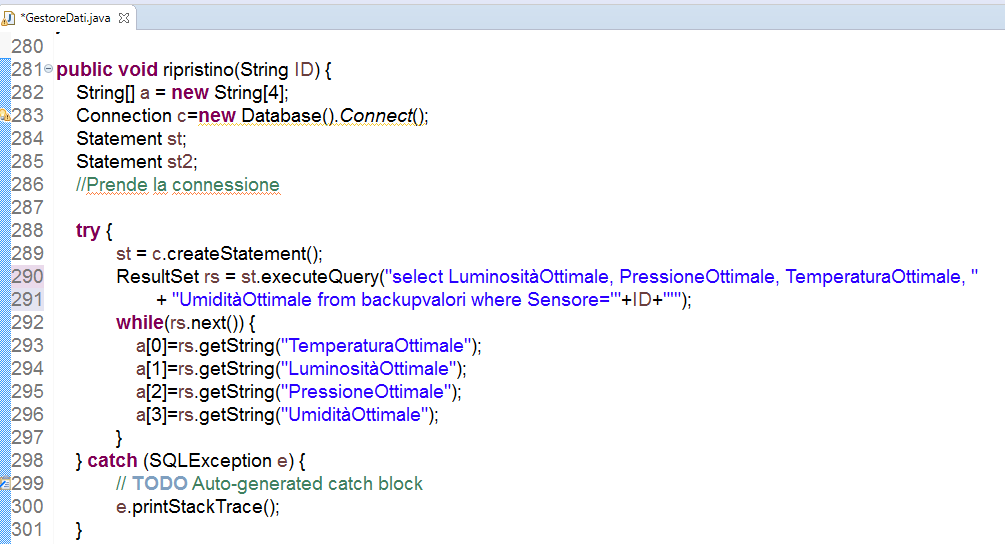 *GestoreDati.java
280
281 public void ripristino(String ID) {
282 String[] a = new String[4];
283 Connection c=new Database().Connect();
284 Statement st;
285 Statement st2;
286 //Prende la connessione
287
288 try {
289 st = c.createStatement();
290 ResultSet rs = st.executeQuery("select LuminositàOttimale, PressioneOttimale, TemperaturaOttimale, "
291 + "UmiditàOttimale from backupvalori where Sensore='"+ID+"'");
292 while(rs.next()) {
293 a[0]=rs.getString("TemperaturaOttimale");
294 a[1]=rs.getString("LuminositàOttimale");
295 a[2]=rs.getString("PressioneOttimale");
296 a[3]=rs.getString("UmiditàOttimale");
297 }
298 } catch (SQLException e) {
299 // TODO Auto-generated catch block
300 e.printStackTrace();
301 }